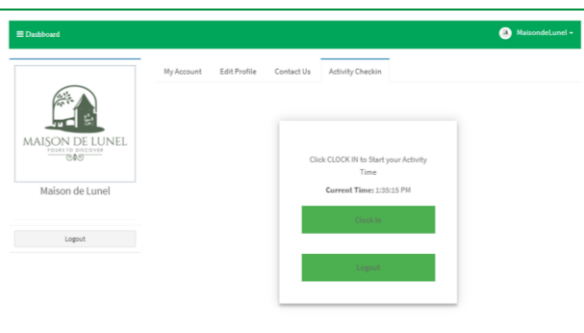 Dashboard
MaisondeLunel
My Account Edit Profile Contact Us Activity Checkin
MAISON DE LUNEL
YOURS TO DISCOVER
Maison de Lunel
Logout
Click CLOCK IN to Start your Activity
Time
Current Time: 1:35:15 PM
Clock In
Logout